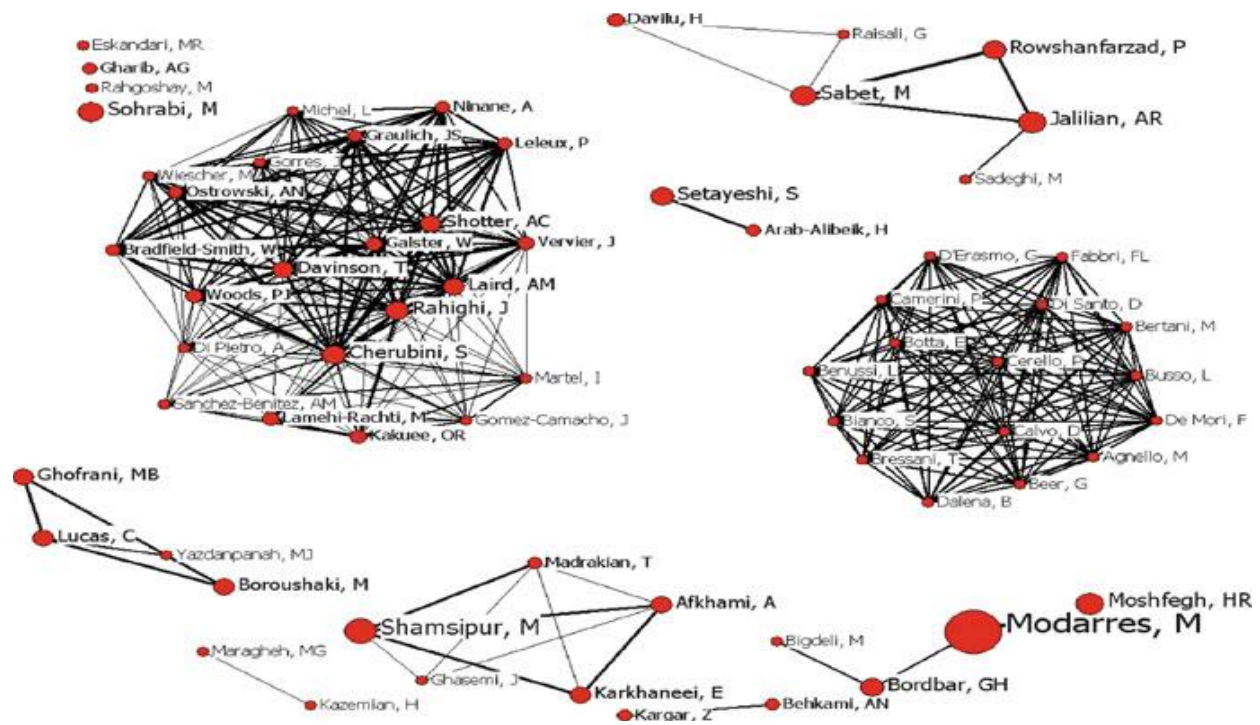 Davilu, H
Raisali, G
Eskandari, MR
Gharib, AG
Rahgoshay, M
Sohrabi, M
Rowshanfarzad, P
Sabet, M
Jalilian, AR
Sadeghi, M
Michel, L
Ninane, A
Graulich, JS
Leleux, P
Gorres, J
Wiescher, M
Ostrowski, AN
Setayeshi, S
Arab-Alibeik, H
Shotter, AC
Galster, W
Vervier, J
Bradfield-Smith, W
Davinson, T
Laird, AM
Woods, PJ
Rahighi, J
Di Pietro, A
Cherubini, S
Martel, I
Sanchez-Benitez, AM
Lamehi-Rachti, M
Gomez-Camacho, J
Kakuee, OR
D'Erasmo, G
Fabbri, FL
Camerini, P
Di Santo, D
Bertani, M
Botta, E
Cerello, P
Benussi, L
Busso, L
Bianco, S
Calvo, D
De Mori, F
Bressani, T
Agnello, M
Beer, G
Dalena, B
Ghofrani, MB
Lucas, C
Yazdanpanah, MJ
Boroushaki, M
Madrakian, T
Afkhami, A
Shamsipur, M
Ghasemi, J
Karkhaneei, E
Maragheh, MG
Kazemian, H
Moshfegh, HR
Modarres, M
Bigdeli, M
Bordbar, GH
Behkami, AN
Kargar, Z